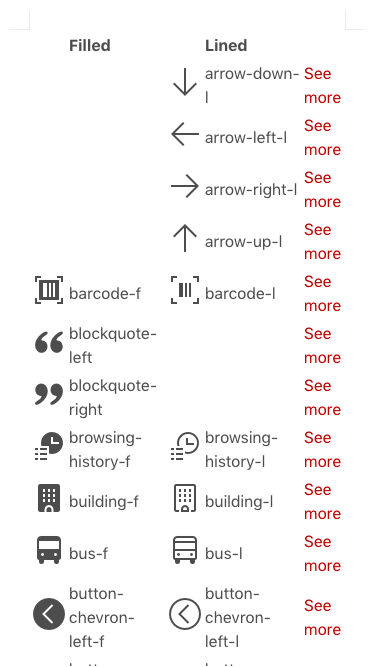 Filled Lined
arrow-down- See
l more
arrow-left-l See
more
arrow-right-l See
more
arrow-up-l See
more
barcode-f barcode-l See
more
blockquote- See
left more
blockquote- See
right more
browsing- browsing- See
history-f history-l more
building-f building-l See
more
bus-f bus-l See
more
button- button-
chevron- chevron- See
left-f left-l more